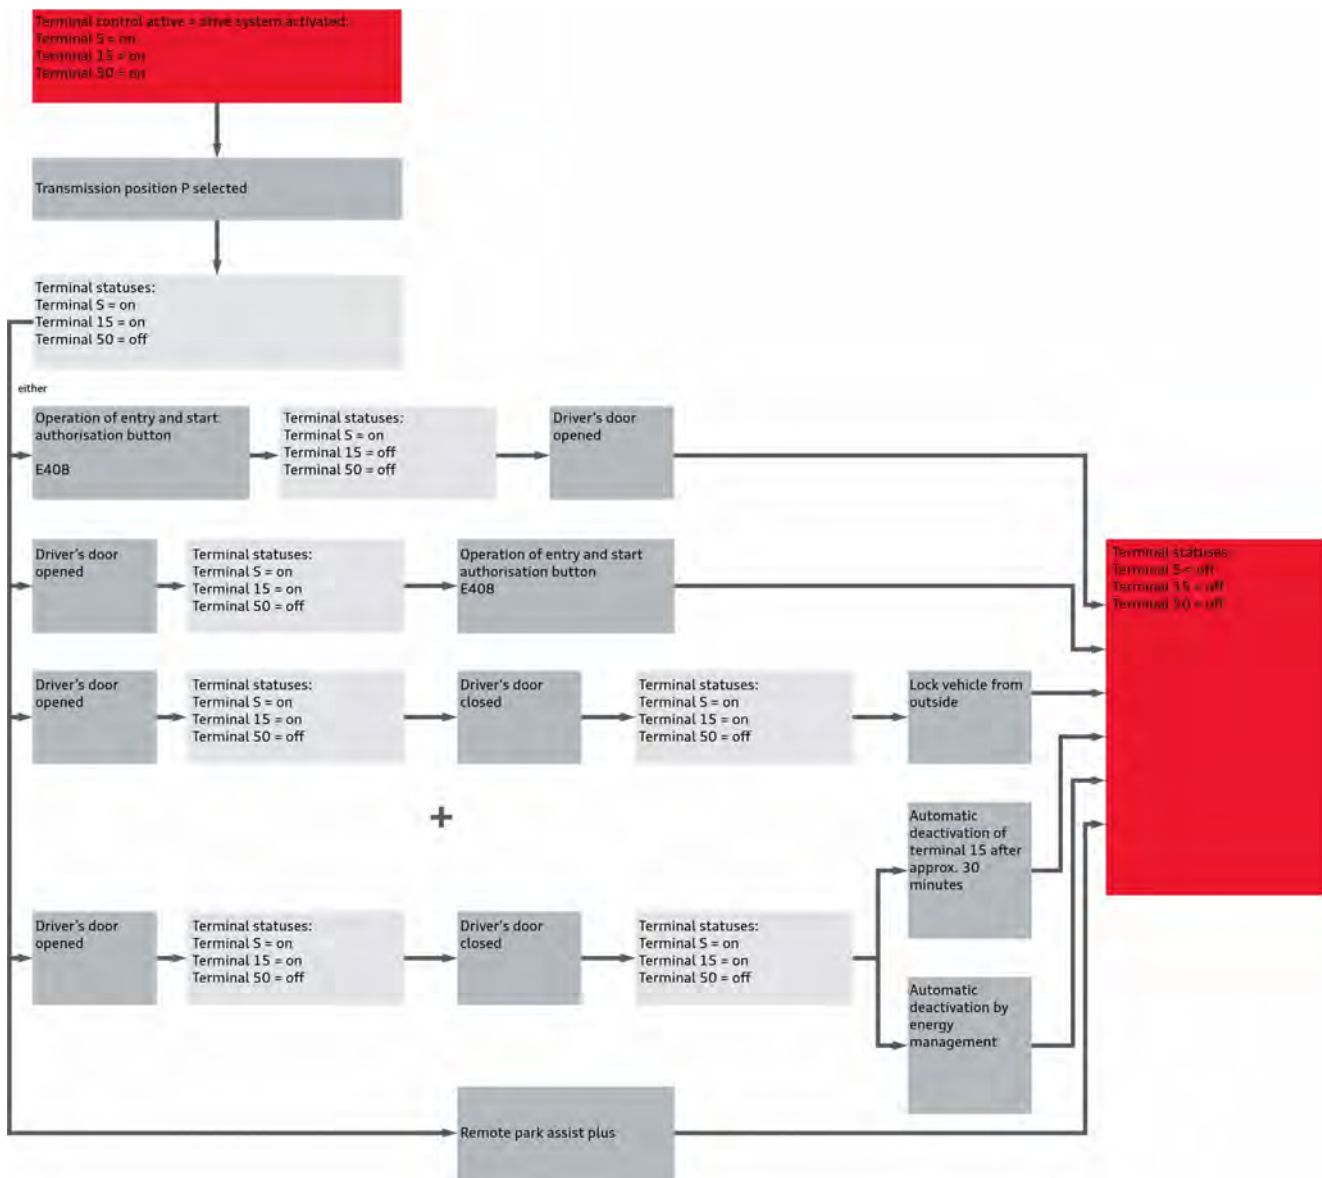 Terminal control active = drive system activated:
Terminal S = on
Terminal 15 = on
Terminal 50 = on
Transmission position P selected
Terminal statuses:
Terminal S = on
Terminal 15 = on
Terminal 50 = off
either
Operation of entry and start
authorisation button
E408
Terminal statuses:
Terminal S = on
Terminal 15 = off
Terminal 50 = off
Driver's door
opened
Driver's door
opened
Terminal statuses:
Terminal S = on
Terminal 15 = on
Terminal 50 = off
Operation of entry and start
authorisation button
E408
Terminal statuses:
Terminal S = off
Terminal 15 = off
Terminal 50 = off
Driver's door
opened
Terminal statuses:
Terminal S = on
Terminal 15 = on
Terminal 50 = off
Driver's door
closed
Terminal statuses:
Terminal S = on
Terminal 15 = on
Terminal 50 = off
Lock vehicle from
outside
+
Automatic
deactivation of
terminal 15 after
approx. 30
minutes
Driver's door
opened
Terminal statuses:
Terminal S = on
Terminal 15 = on
Terminal 50 = off
Driver's door
closed
Terminal statuses:
Terminal S = on
Terminal 15 = on
Terminal 50 = off
Automatic
deactivation by
energy
management
Remote park assist plus